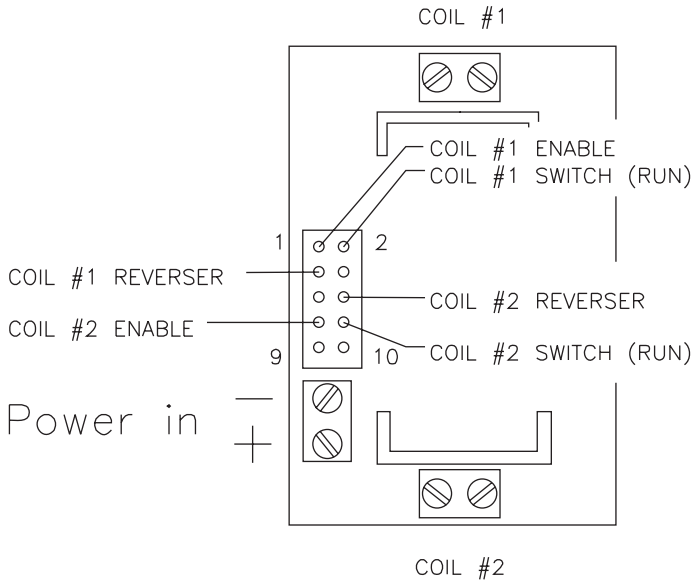 COIL #1
COIL #1 ENABLE
COIL #1 SWITCH (RUN)
1 2
COIL #1 REVERSER
COIL #2 REVERSER
COIL #2 ENABLE
9 10
COIL #2 SWITCH (RUN)
Power in
−
+
COIL #2